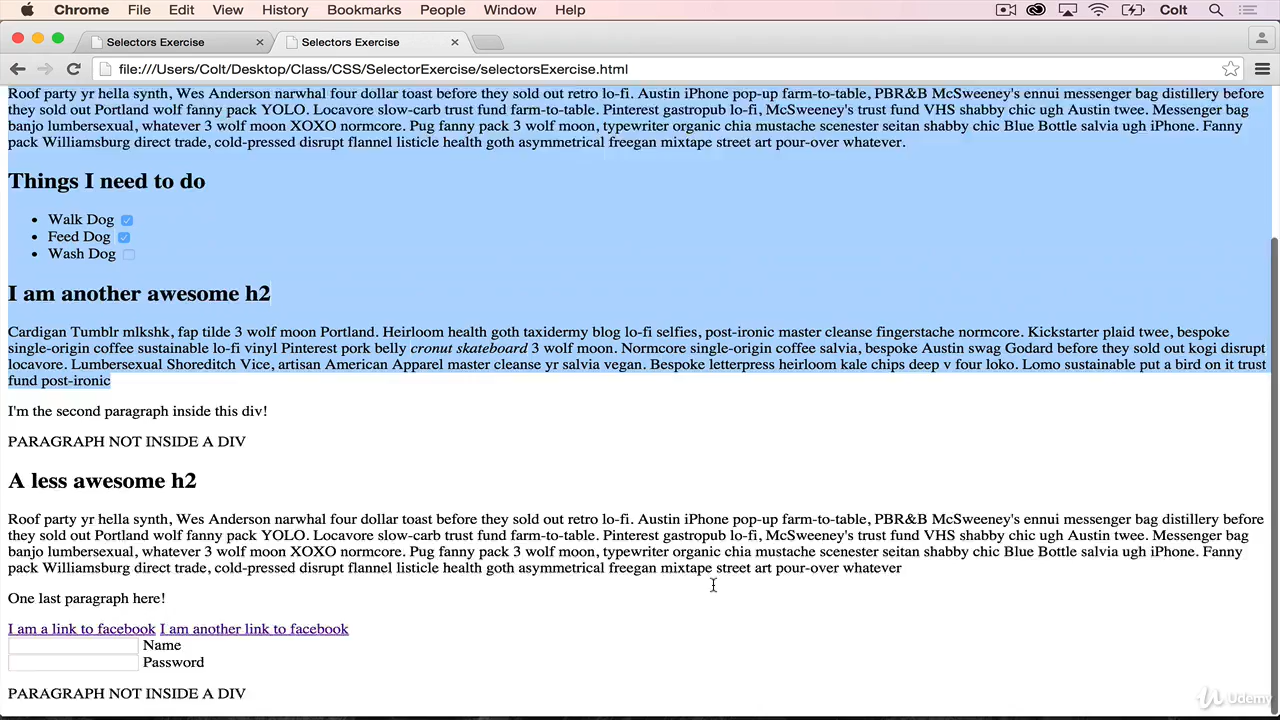 Chrome File Edit View History Bookmarks People Window Help Colt
Selectors Exercise Selectors Exercise
file:///Users/Colt/Desktop/Class/CSS/SelectorExercise/selectorsExercise.html
Roof party yr hella synth, Wes Anderson narwhal four dollar toast before they sold out retro lo-fi. Austin iPhone pop-up farm-to-table, PBR&B McSweeney's ennui messenger bag distillery before
they sold out Portland wolf fanny pack YOLO. Locavore slow-carb trust fund farm-to-table. Pinterest gastropub lo-fi, McSweeney's trust fund VHS shabby chic ugh Austin twee. Messenger bag
banjo lumbersexual, whatever 3 wolf moon XOXO normcore. Pug fanny pack 3 wolf moon, typewriter organic chia mustache scenester seitan shabby chic Blue Bottle salvia ugh iPhone. Fanny
pack Williamsburg direct trade, cold-pressed disrupt flannel listicle health goth asymmetrical freegan mixtape street art pour-over whatever.
Things I need to do
• Walk Dog
• Feed Dog
• Wash Dog
I am another awesome h2
Cardigan Tumblr mlkshk, fap tilde 3 wolf moon Portland. Heirloom health goth taxidermy blog lo-fi selfies, post-ironic master cleanse fingerstache normcore. Kickstarter plaid twee, bespoke
single-origin coffee sustainable lo-fi vinyl Pinterest pork belly cronut skateboard 3 wolf moon. Normcore single-origin coffee salvia, bespoke Austin swag Godard before they sold out kogi disrupt
locavore. Lumbersexual Shoreditch Vice, artisan American Apparel master cleanse yr salvia vegan. Bespoke letterpress heirloom kale chips deep v four loko. Lomo sustainable put a bird on it trust
fund post-ironic
I'm the second paragraph inside this div!
PARAGRAPH NOT INSIDE A DIV
A less awesome h2
Roof party yr hella synth, Wes Anderson narwhal four dollar toast before they sold out retro lo-fi. Austin iPhone pop-up farm-to-table, PBR&B McSweeney's ennui messenger bag distillery before
they sold out Portland wolf fanny pack YOLO. Locavore slow-carb trust fund farm-to-table. Pinterest gastropub lo-fi, McSweeney's trust fund VHS shabby chic ugh Austin twee. Messenger bag
banjo lumbersexual, whatever 3 wolf moon XOXO normcore. Pug fanny pack 3 wolf moon, typewriter organic chia mustache scenester seitan shabby chic Blue Bottle salvia ugh iPhone. Fanny
pack Williamsburg direct trade, cold-pressed disrupt flannel listicle health goth asymmetrical freegan mixtape street art pour-over whatever
One last paragraph here!
I am a link to facebook I am another link to facebook
Name
Password
PARAGRAPH NOT INSIDE A DIV
Udemy